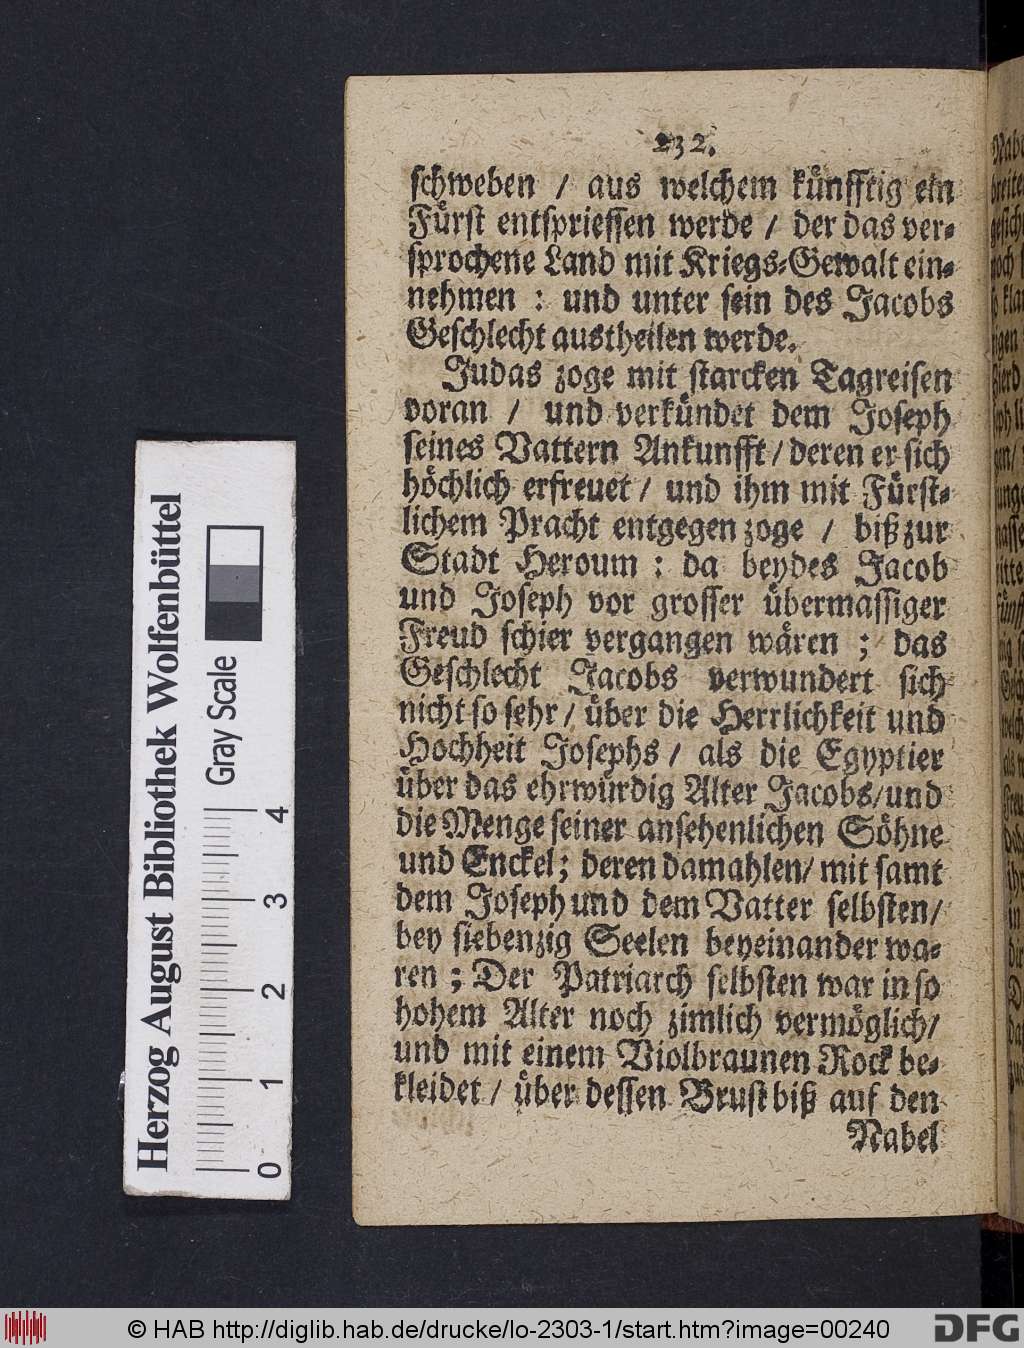 232.
schweben / aus welchem künfftig ein
Fürst entspriessen werde / der das ver-
sprochene Land mit Kriegs-Gewalt ein-
nehmen : und unter sein des Jacobs
Geschlecht austheilen werde.
Judas zoge mit starcken Tagreisen
voran / und verkündet dem Joseph
seines Vattern Ankunfft / deren er sich
höchlich erfreuet / und ihm mit Fürst-
lichem Pracht entgegen zoge / biß zur
Stadt Heroum : da beydes Jacob
und Joseph vor grosser übermassiger
Freud schier vergangen wären ; das
Geschlecht Jacobs verwundert sich
nicht so sehr / über die Herrlichkeit und
Hochheit Josephs / als die Egyptier
über das ehrwürdig Alter Jacobs/und
die Menge seiner ansehenlichen Söhne
und Enckel; deren damahlen/ mit samt
dem Joseph und dem Vatter selbsten/
bey siebenzig Seelen beyeinander wa-
ren ; Der Patriarch selbsten war in so
hohem Alter noch zimlich vermöglich/
und mit einem Violbraunen Rock be-
kleidet / über dessen Brust biß auf den
Nabel
Herzog August Bibliothek Wolfenbüttel
Gray Scale
0 1 2 3 4
© HAB http://diglib.hab.de/drucke/lo-2303-1/start.htm?image=00240
DFG